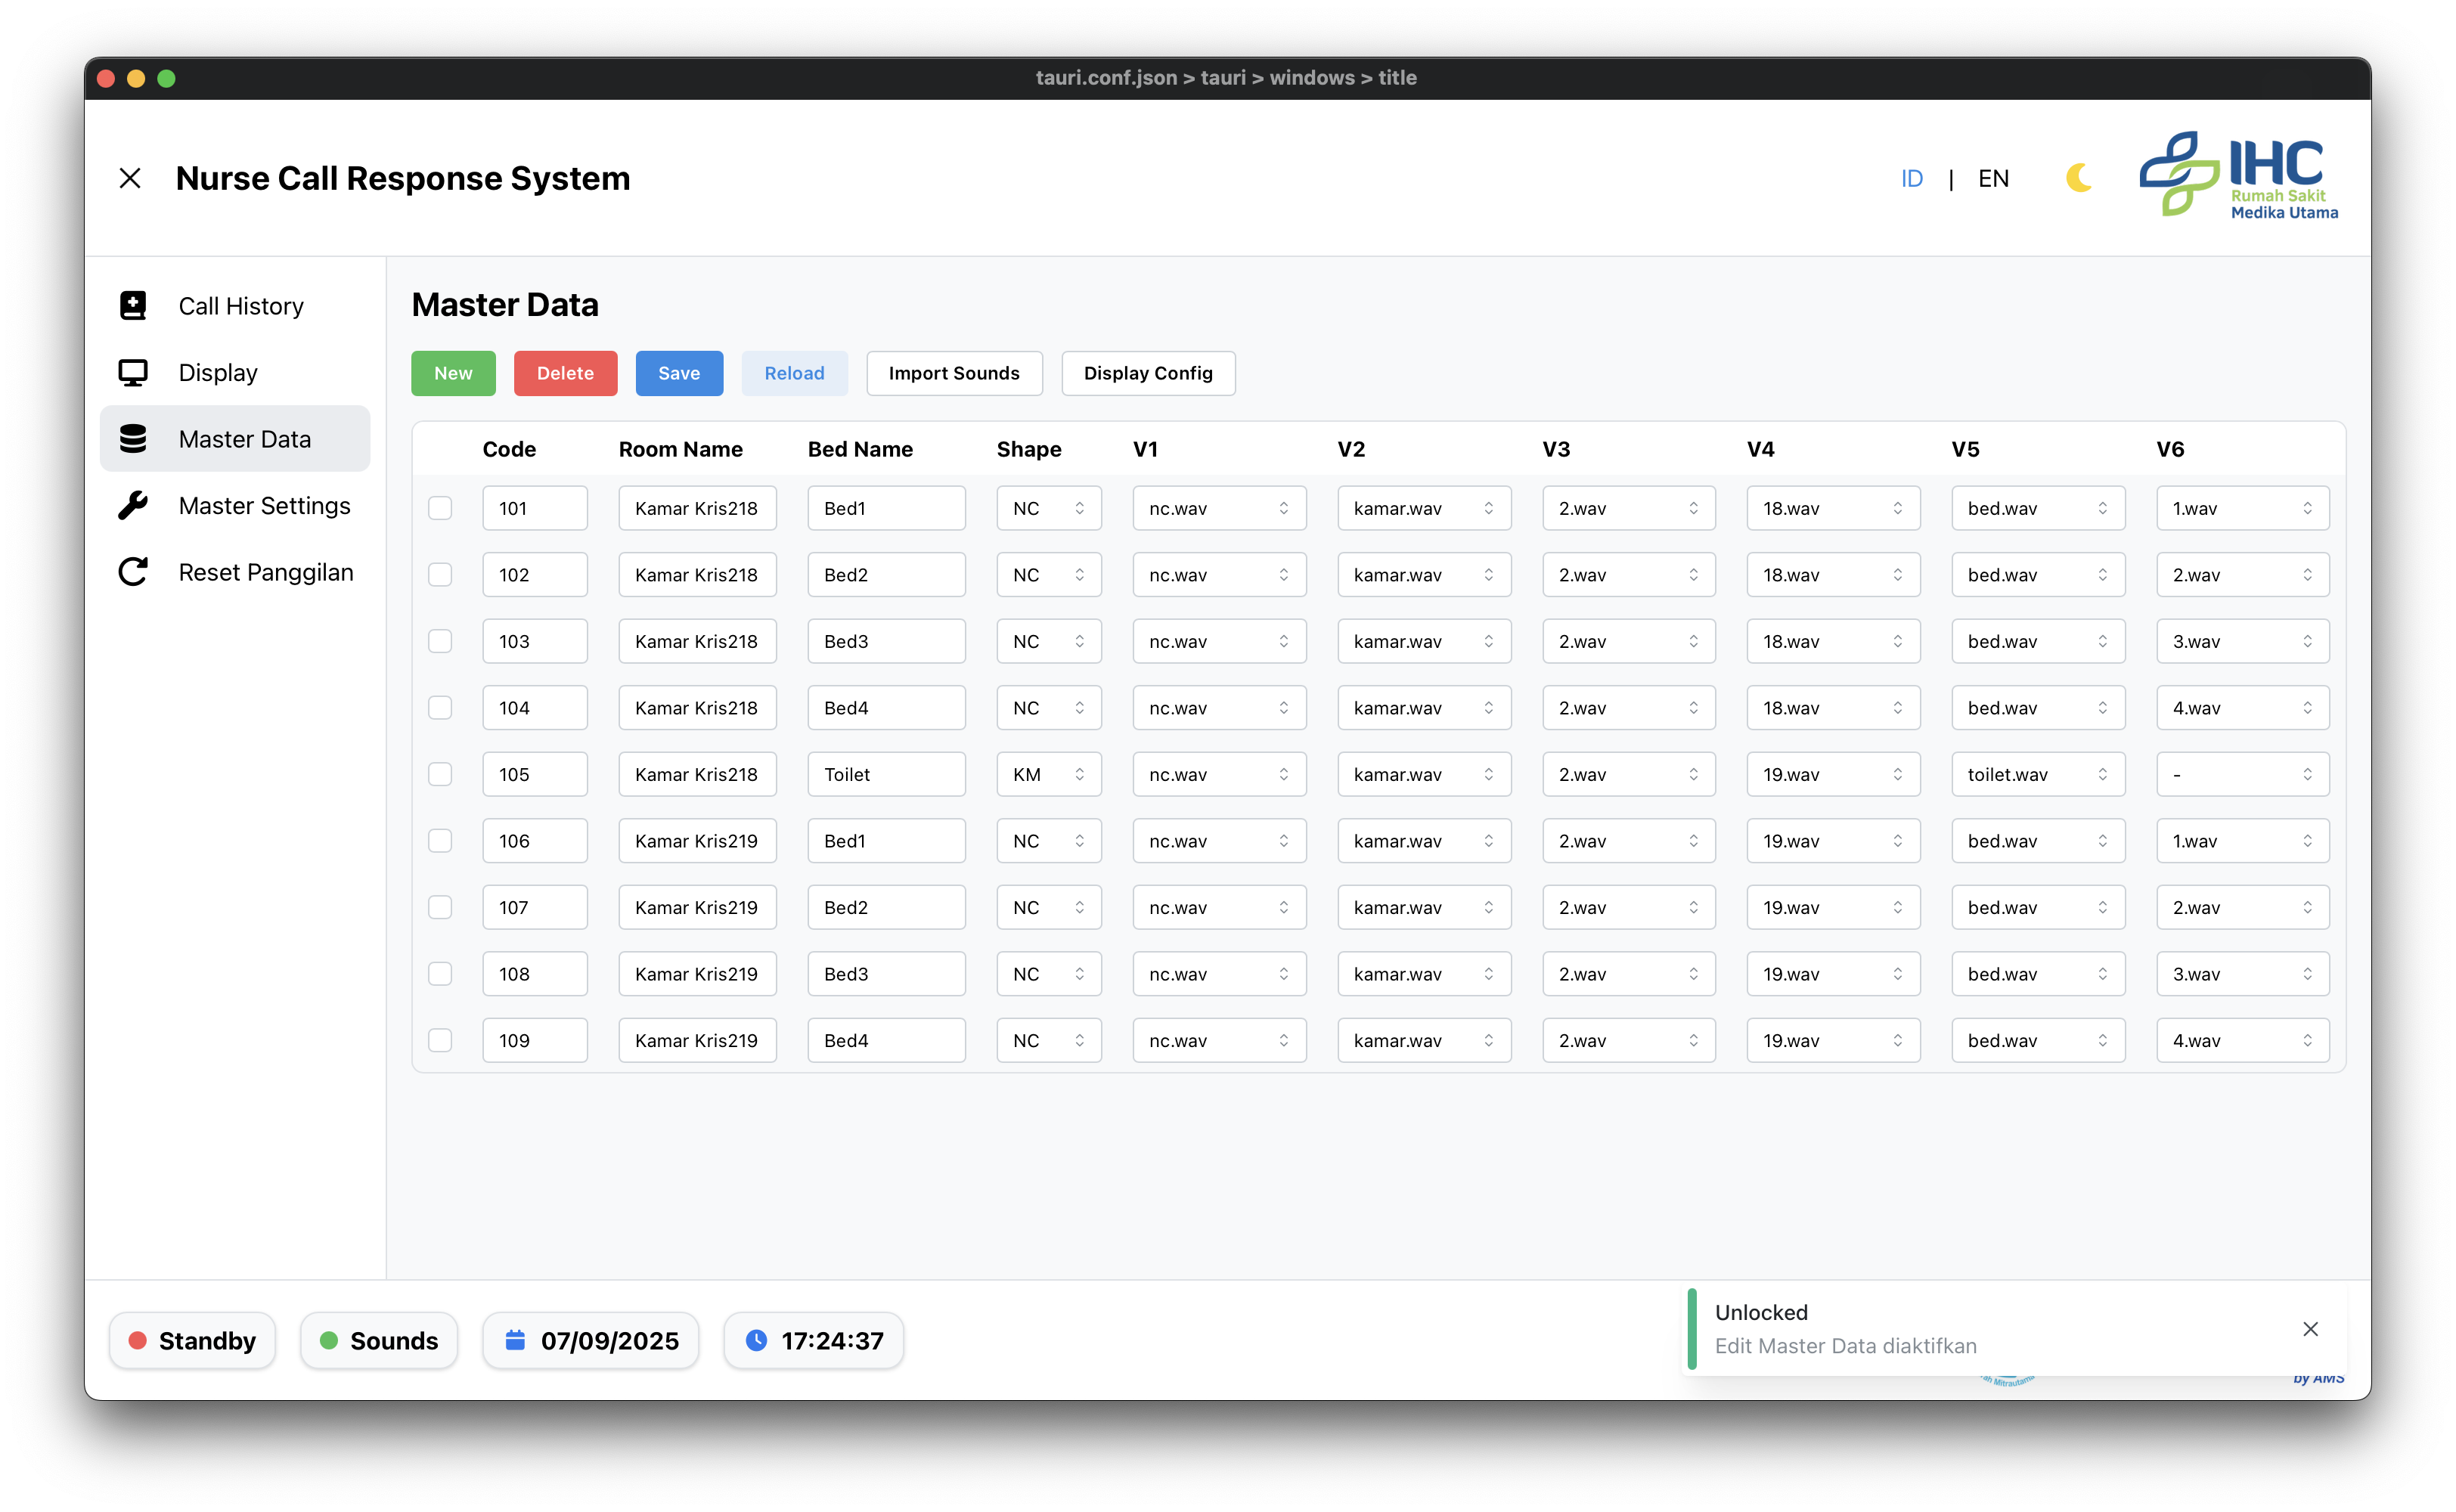 tauri.conf.json > tauri > windows > title
Nurse Call Response System
ID | EN
IHC
Rumah Sakit
Medika Utama
Call History
Display
Master Data
Master Settings
Reset Panggilan
Master Data
New Delete Save Reload Import Sounds Display Config
Code Room Name Bed Name Shape V1 V2 V3 V4 V5 V6
101 Kamar Kris218 Bed1 NC nc.wav kamar.wav 2.wav 18.wav bed.wav 1.wav
102 Kamar Kris218 Bed2 NC nc.wav kamar.wav 2.wav 18.wav bed.wav 2.wav
103 Kamar Kris218 Bed3 NC nc.wav kamar.wav 2.wav 18.wav bed.wav 3.wav
104 Kamar Kris218 Bed4 NC nc.wav kamar.wav 2.wav 18.wav bed.wav 4.wav
105 Kamar Kris218 Toilet KM nc.wav kamar.wav 2.wav 19.wav toilet.wav -
106 Kamar Kris219 Bed1 NC nc.wav kamar.wav 2.wav 19.wav bed.wav 1.wav
107 Kamar Kris219 Bed2 NC nc.wav kamar.wav 2.wav 19.wav bed.wav 2.wav
108 Kamar Kris219 Bed3 NC nc.wav kamar.wav 2.wav 19.wav bed.wav 3.wav
109 Kamar Kris219 Bed4 NC nc.wav kamar.wav 2.wav 19.wav bed.wav 4.wav
Standby Sounds 07/09/2025 17:24:37
Unlocked
Edit Master Data diaktifkan
by AMS